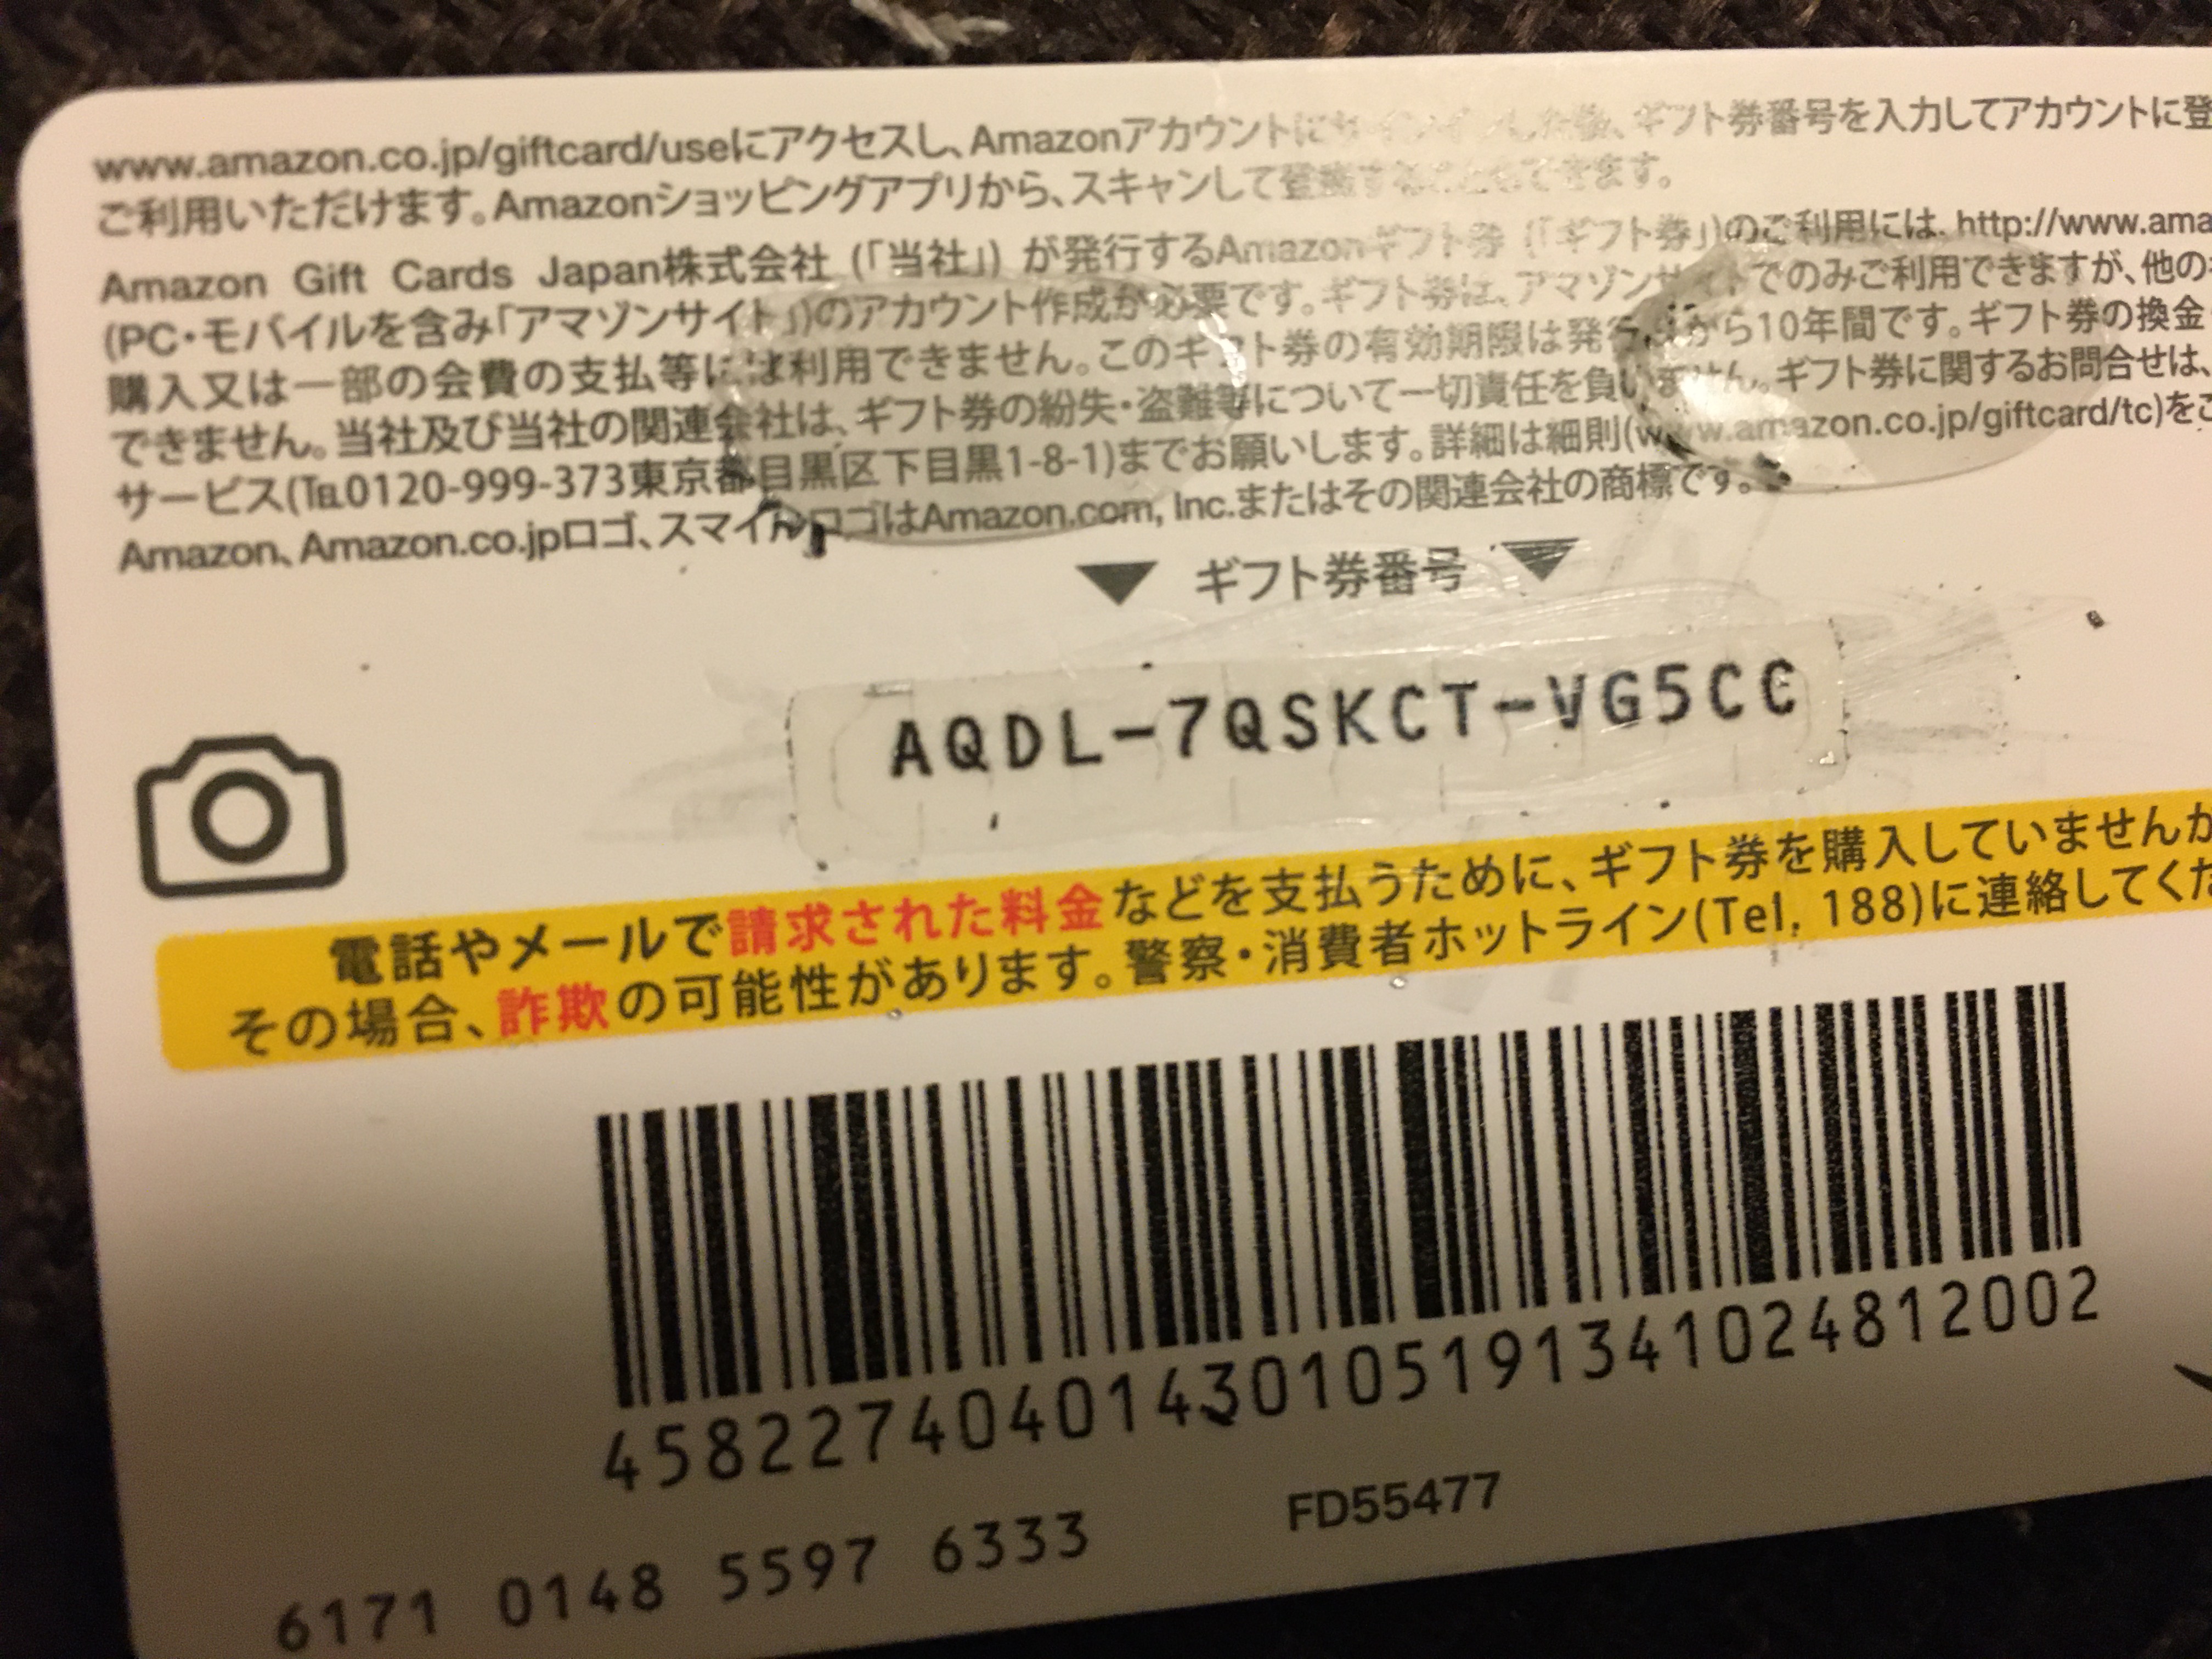 www.amazon.co.jp/giftcard/useにアクセスし、Amazonアカウントにサインインした後、ギフト券番号を入力してアカウントに登
ご利用いただけます。Amazonショッピングアプリから、スキャンして登録することもできます。
Amazon Gift Cards Japan株式会社 (「当社」) が発行するAmazonギフト券 (「ギフト券」)のご利用には、http://www.ama
(PC・モバイルを含み「アマゾンサイト」)のアカウント作成が必要です。ギフト券は、アマゾンサイトでのみご利用できますが、他の
購入又は一部の会費の支払等には利用できません。このギフト券の有効期限は発行日から10年間です。ギフト券の換金
できません。当社及び当社の関連会社は、ギフト券の紛失・盗難等について一切責任を負いません。ギフト券に関するお問合せは、
サービス(℡0120-999-373東京都目黒区下目黒1-8-1)までお願いします。詳細は細則(www.amazon.co.jp/giftcard/tc)をご
Amazon、Amazon.co.jpロゴ、スマイルロゴはAmazon.com, Inc.またはその関連会社の商標です。
▼ ギフト券番号 ▼
AQDL-7QSKCT-VG5CC
電話やメールで請求された料金などを支払うために、ギフト券を購入していませんか
その場合、詐欺の可能性があります。警察・消費者ホットライン(Tel. 188)に連絡してくだ
45822740401430105191341024812002
6171 0148 5597 6333 FD55477